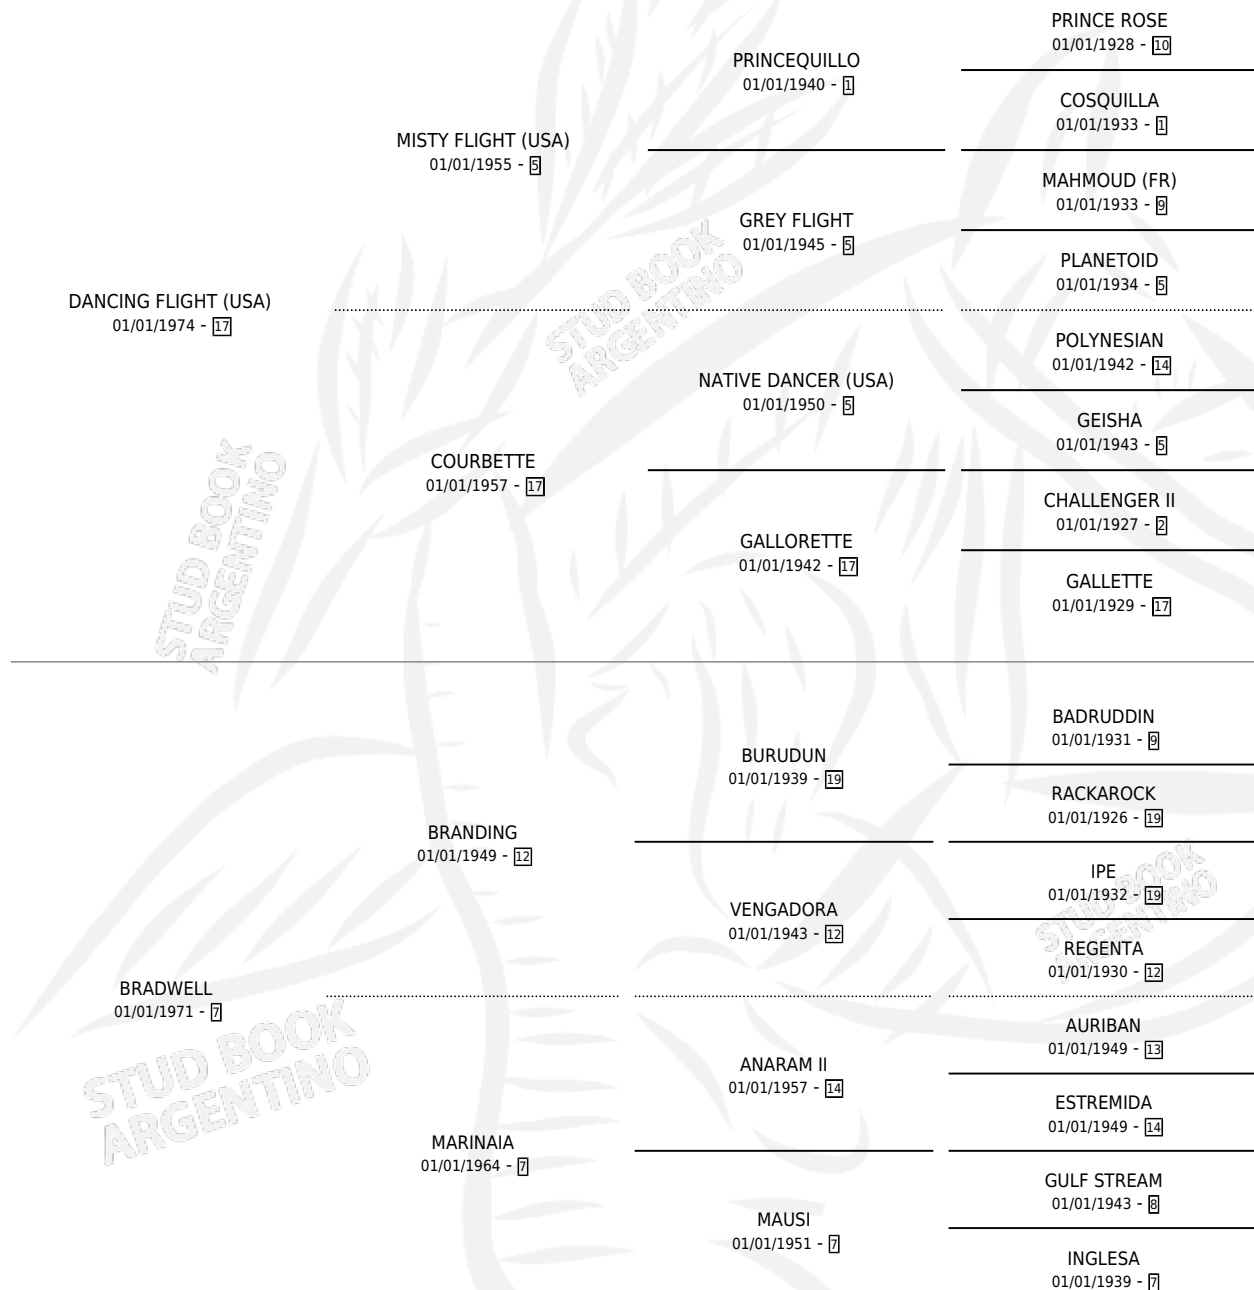 PRINCE ROSE
01/01/1928 - 10
PRINCEQUILLO
01/01/1940 - 1
COSQUILLA
01/01/1933 - 1
MISTY FLIGHT (USA)
01/01/1955 - 5
MAHMOUD (FR)
01/01/1933 - 9
GREY FLIGHT
01/01/1945 - 5
PLANETOID
01/01/1934 - 5
DANCING FLIGHT (USA)
01/01/1974 - 17
STUD BOOK
ARGENTINO
POLYNESIAN
01/01/1942 - 14
NATIVE DANCER (USA)
01/01/1950 - 5
GEISHA
01/01/1943 - 5
COURBETTE
01/01/1957 - 17
CHALLENGER II
01/01/1927 - 2
GALLORETTE
01/01/1942 - 17
GALLETTE
01/01/1929 - 17
STUD BOOK
ARGENTINO
BADRUDDIN
01/01/1931 - 9
BURUDUN
01/01/1939 - 19
RACKAROCK
01/01/1926 - 19
BRANDING
01/01/1949 - 12
IPE
01/01/1932 - 19
VENGADORA
01/01/1943 - 12
REGENTA
01/01/1930 - 12
STUD BOOK
ARGENTINO
BRADWELL
01/01/1971 - 7
AURIBAN
01/01/1949 - 13
ANARAM II
01/01/1957 - 14
ESTREMIDA
01/01/1949 - 14
STUD BOOK
ARGENTINO
MARINAIA
01/01/1964 - 7
GULF STREAM
01/01/1943 - 8
MAUSI
01/01/1951 - 7
INGLESA
01/01/1939 - 7